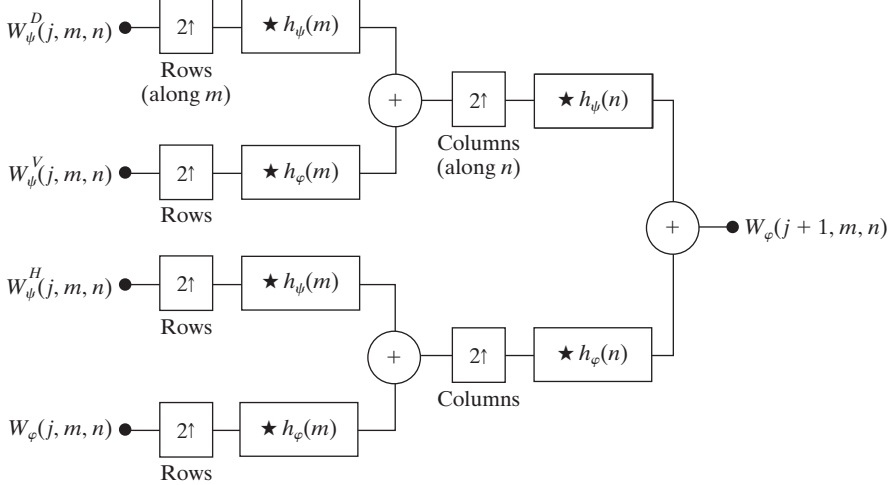 W_ψ^D(j, m, n) 2↑ ★ h_ψ(m)
Rows
(along m)
+ 2↑ ★ h_ψ(n)
Columns
(along n)
W_ψ^V(j, m, n) 2↑ ★ h_φ(m)
Rows
+ W_φ(j + 1, m, n)
W_ψ^H(j, m, n) 2↑ ★ h_ψ(m)
Rows
+ 2↑ ★ h_φ(n)
Columns
W_φ(j, m, n) 2↑ ★ h_φ(m)
Rows